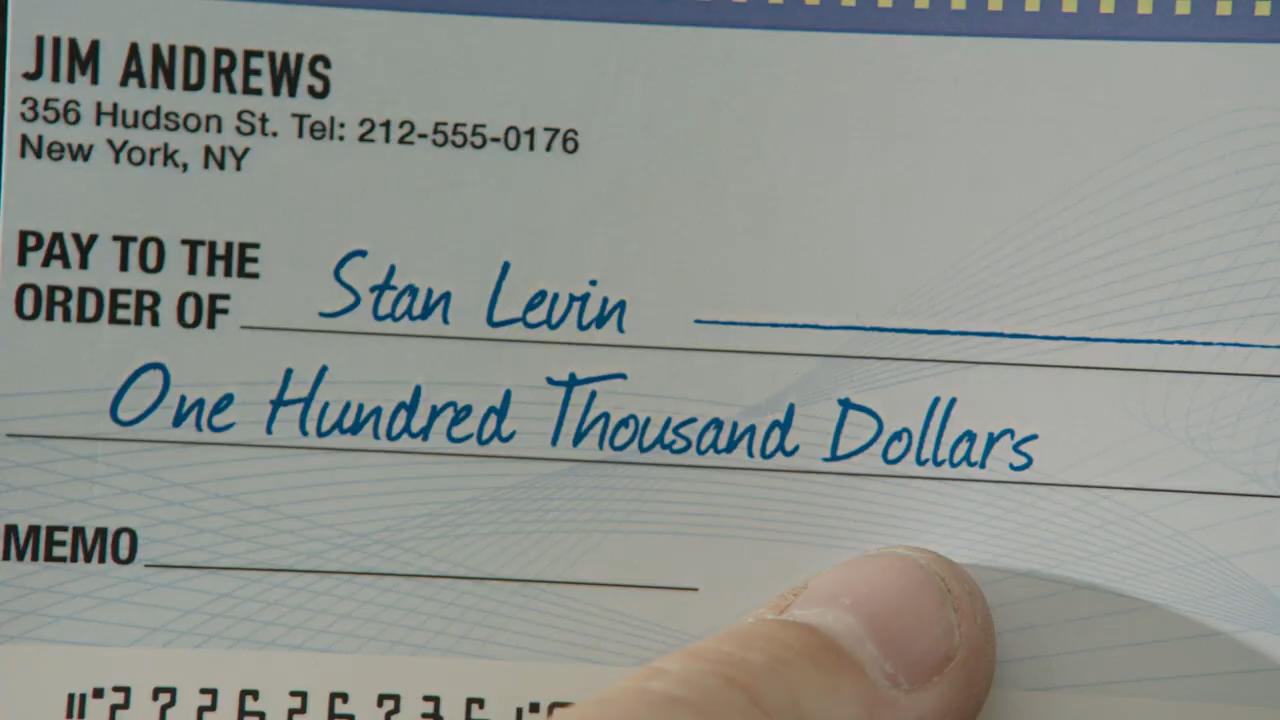 JIM ANDREWS
356 Hudson St. Tel: 212-555-0176
New York, NY
PAY TO THE
ORDER OF Stan Levin
One Hundred Thousand Dollars
MEMO